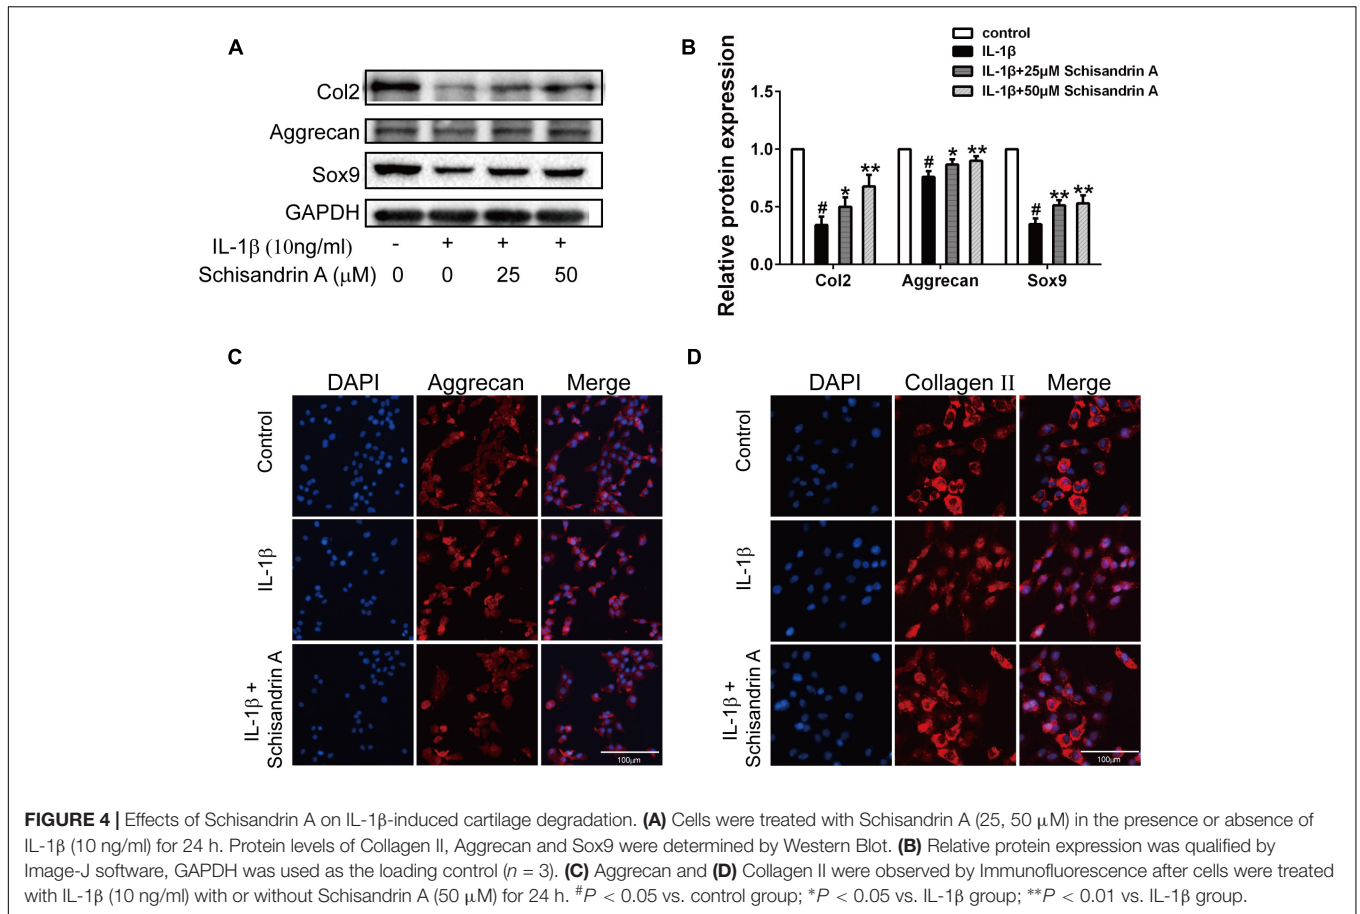 A
Col2
Aggrecan
Sox9
GAPDH
IL-1β (10ng/ml) - + + +
Schisandrin A (μM) 0 0 25 50
B
control
IL-1β
IL-1β+25μM Schisandrin A
IL-1β+50μM Schisandrin A
Relative protein expression
1.5
1.0
0.5
0.0
# * **
# * **
# ** **
Col2 Aggrecan Sox9
C
DAPI Aggrecan Merge
Control
IL-1β
IL-1β +
Schisandrin A
100μm
D
DAPI Collagen II Merge
Control
IL-1β
IL-1β +
Schisandrin A
100μm
FIGURE 4 | Effects of Schisandrin A on IL-1β-induced cartilage degradation. (A) Cells were treated with Schisandrin A (25, 50 μM) in the presence or absence of
IL-1β (10 ng/ml) for 24 h. Protein levels of Collagen II, Aggrecan and Sox9 were determined by Western Blot. (B) Relative protein expression was qualified by
Image-J software, GAPDH was used as the loading control (n = 3). (C) Aggrecan and (D) Collagen II were observed by Immunofluorescence after cells were treated
with IL-1β (10 ng/ml) with or without Schisandrin A (50 μM) for 24 h. #P < 0.05 vs. control group; *P < 0.05 vs. IL-1β group; **P < 0.01 vs. IL-1β group.